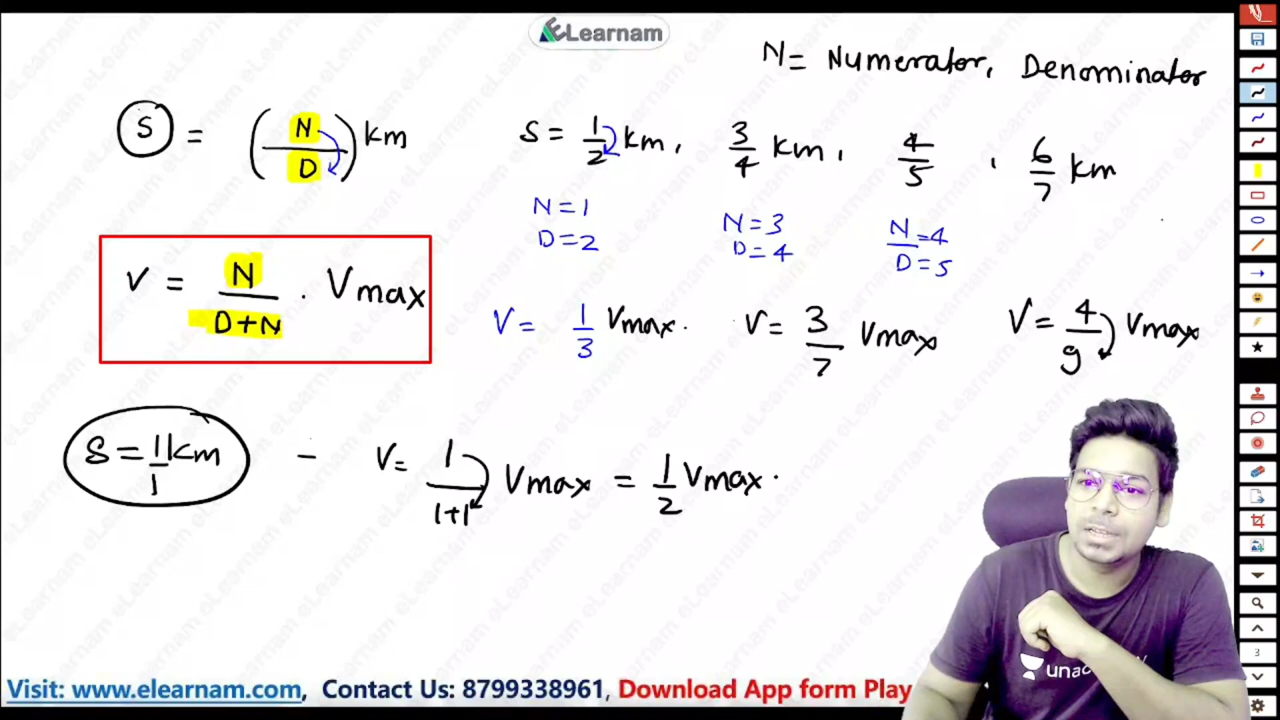 eLearnam
N = Numerator, Denominator
S = (N/D) km
S = 1/2 km, 3/4 km, 4/5, 6/7 km
N = 1 N = 3 N = 4
D = 2 D = 4 D = 5
V = N/D+N . Vmax
V = 1/3 Vmax. V = 3/7 Vmax V = 4/9 Vmax
S = 1/1 km - V = 1/1+1 Vmax = 1/2 Vmax.
3
Visit: www.elearnam.com, Contact Us: 8799338961, Download App form Play